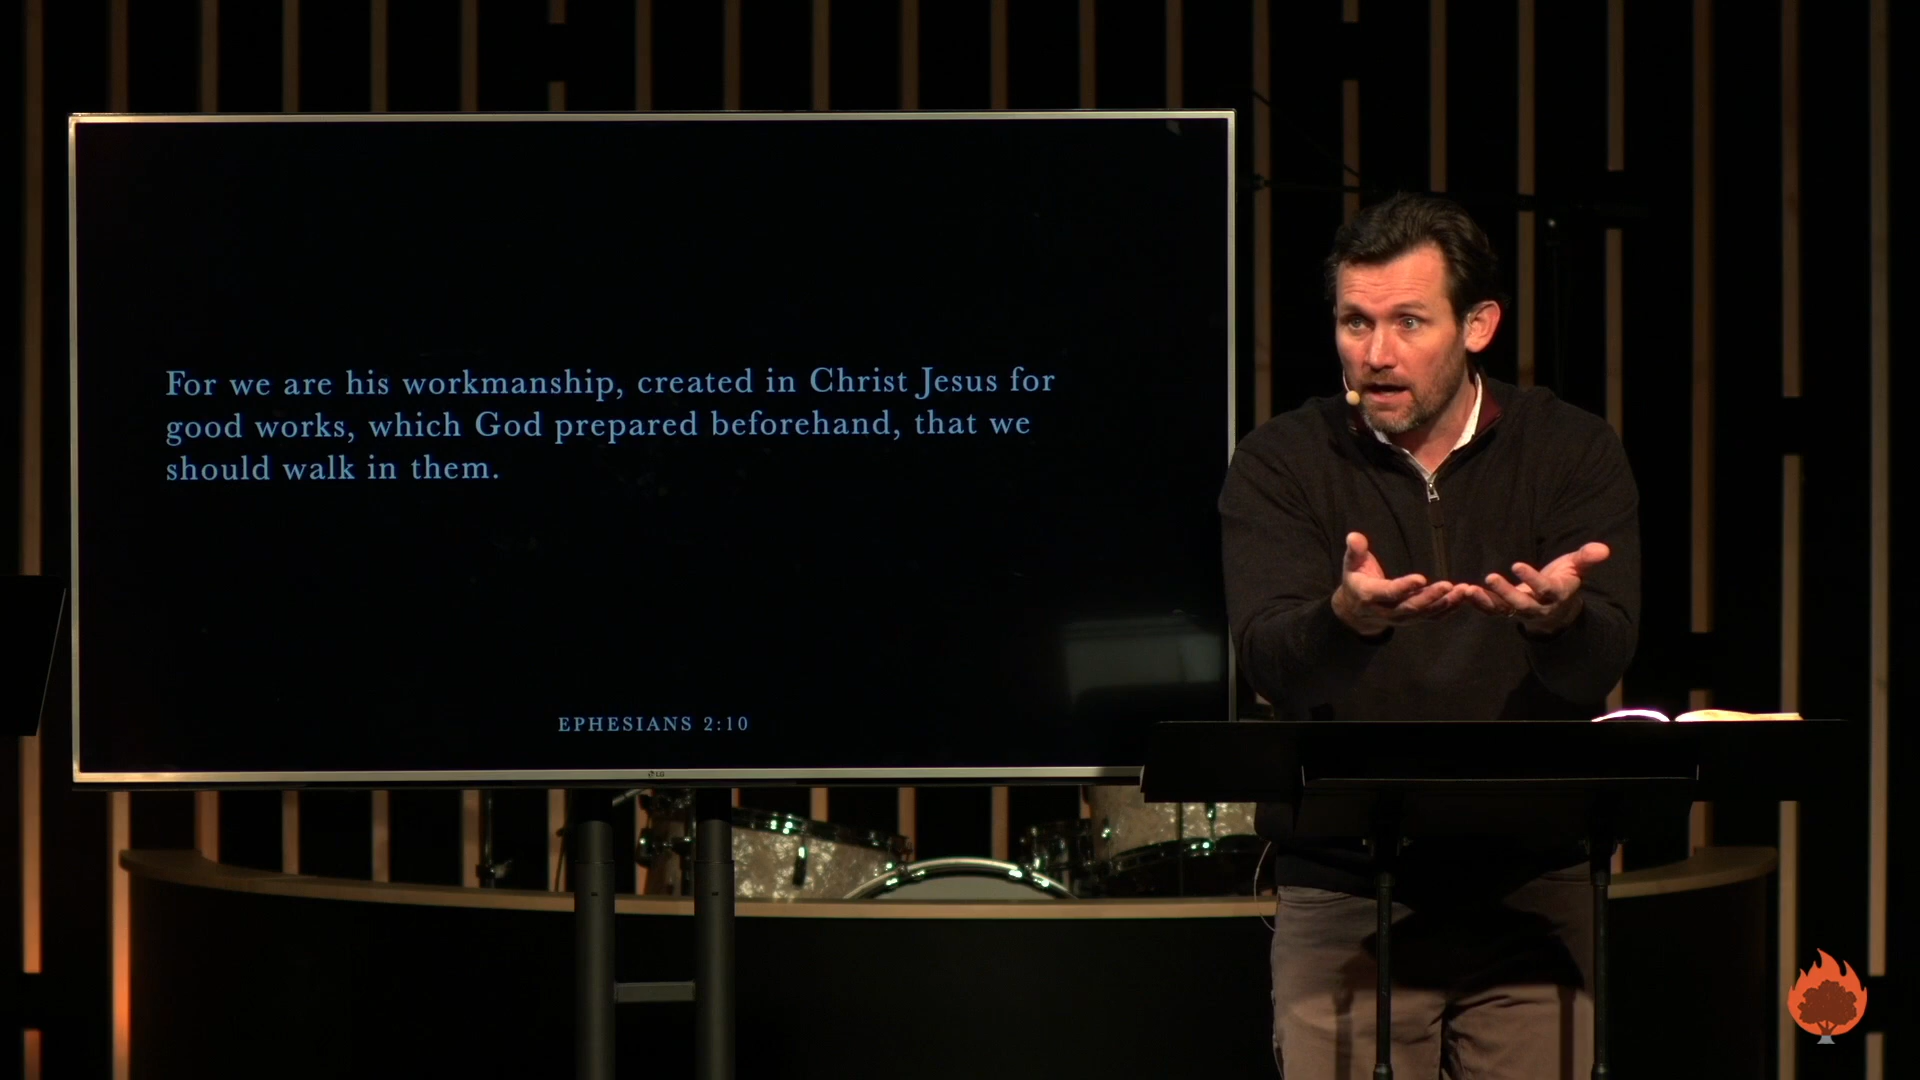 For we are his workmanship, created in Christ Jesus for
good works, which God prepared beforehand, that we
should walk in them.
EPHESIANS 2:10
LG